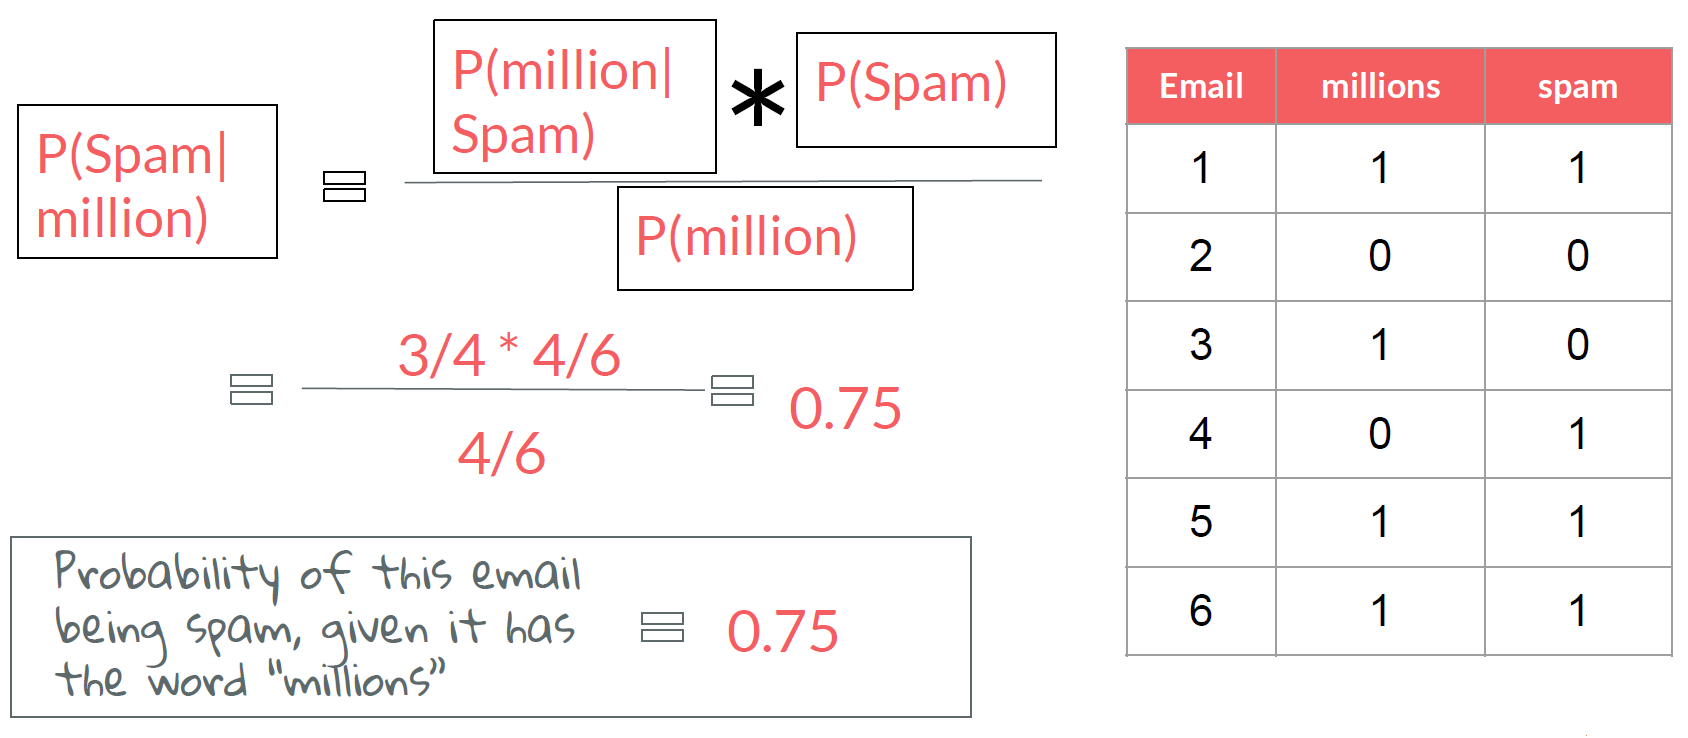 P(Spam|
million)
=
P(million|
Spam)
*
P(Spam)
P(million)
=
3/4 * 4/6
4/6
=
0.75
Probability of this email
being spam, given it has
the word "millions"
=
0.75
Email millions spam
1 1 1
2 0 0
3 1 0
4 0 1
5 1 1
6 1 1